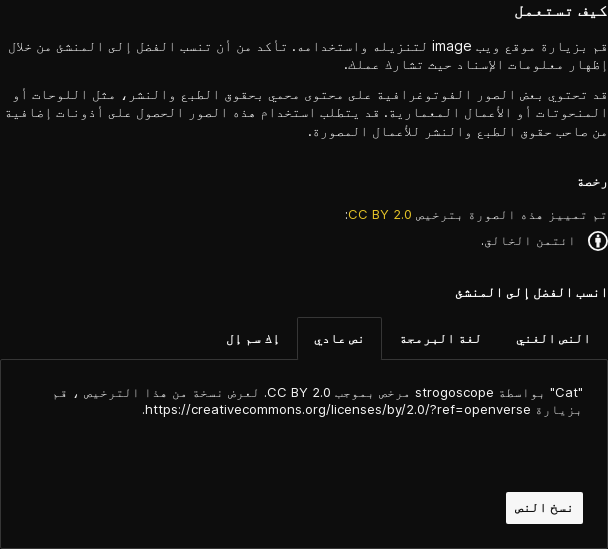 كيف تستعمل
قم بزيارة موقع ويب image لتنزيله واستخدامه. تأكد من أن تنسب الفضل إلى المنشئ من خلال
إظهار معلومات الإسناد حيث تشارك عملك.
قد تحتوي بعض الصور الفوتوغرافية على محتوى محمي بحقوق الطبع والنشر، مثل اللوحات أو
المنحوتات أو الأعمال المعمارية. قد يتطلب استخدام هذه الصور الحصول على أذونات إضافية
من صاحب حقوق الطبع والنشر للأعمال المصورة.
رخصة
تم تمييز هذه الصورة بترخيص CC BY 2.0:
ائتمن الخالق.
انسب الفضل إلى المنشئ
النص الغني لغة البرمجة نص عادي إك سم إل
"Cat" بواسطة strogoscope مرخص بموجب CC BY 2.0. لعرض نسخة من هذا الترخيص ، قم
بزيارة https://creativecommons.org/licenses/by/2.0/?ref=openverse.
نسخ النص